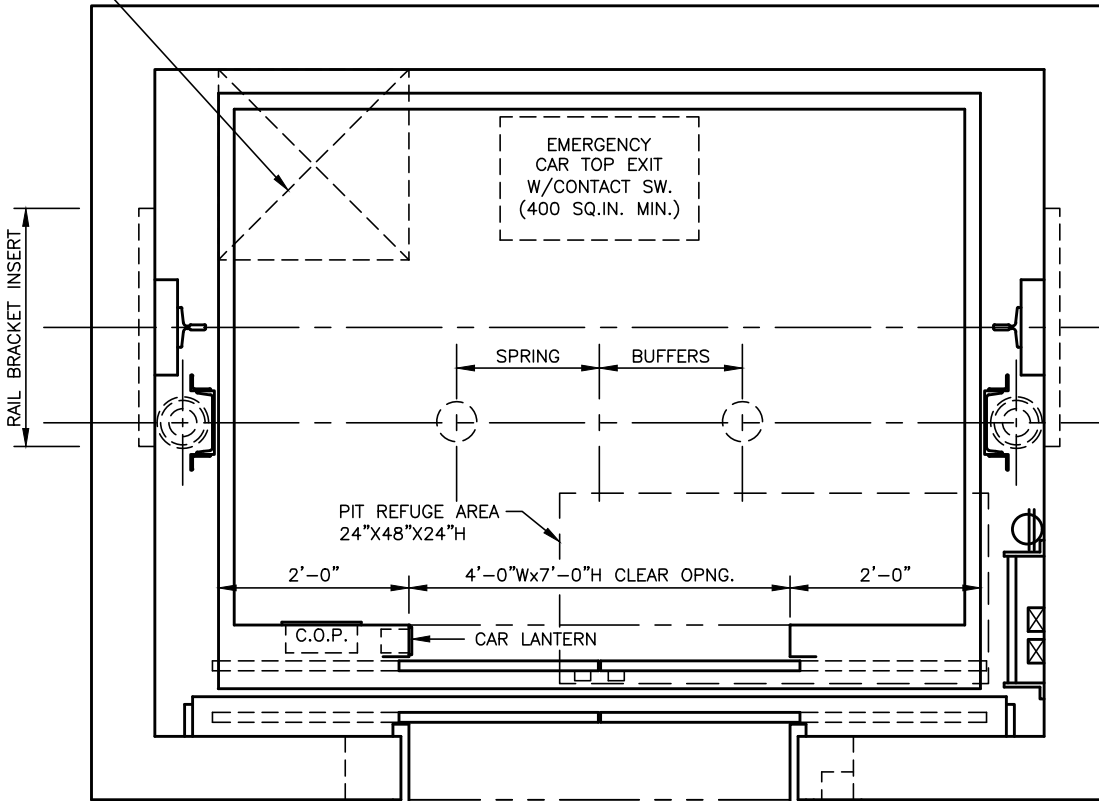 EMERGENCY
CAR TOP EXIT
W/CONTACT SW.
(400 SQ.IN. MIN.)
RAIL BRACKET INSERT
SPRING BUFFERS
PIT REFUGE AREA
24"X48"X24"H
2'-0" 4'-0"Wx7'-0"H CLEAR OPNG. 2'-0"
C.O.P. CAR LANTERN